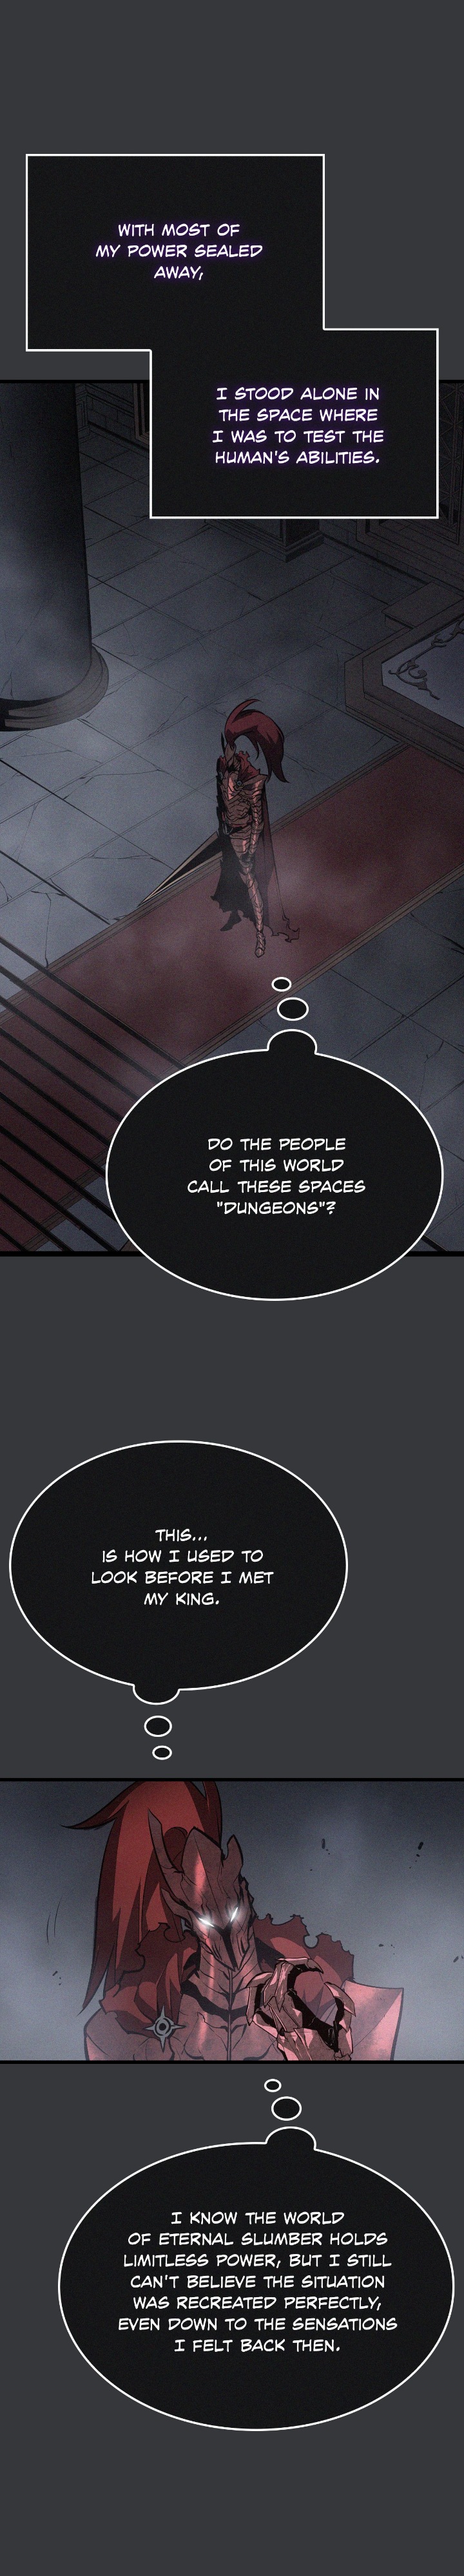 WITH MOST OF
MY POWER SEALED
AWAY,
I STOOD ALONE IN
THE SPACE WHERE
I WAS TO TEST THE
HUMAN'S ABILITIES.
DO THE PEOPLE
OF THIS WORLD
CALL THESE SPACES
"DUNGEONS"?
THIS...
IS HOW I USED TO
LOOK BEFORE I MET
MY KING.
I KNOW THE WORLD
OF ETERNAL SLUMBER HOLDS
LIMITLESS POWER, BUT I STILL
CAN'T BELIEVE THE SITUATION
WAS RECREATED PERFECTLY,
EVEN DOWN TO THE SENSATIONS
I FELT BACK THEN.